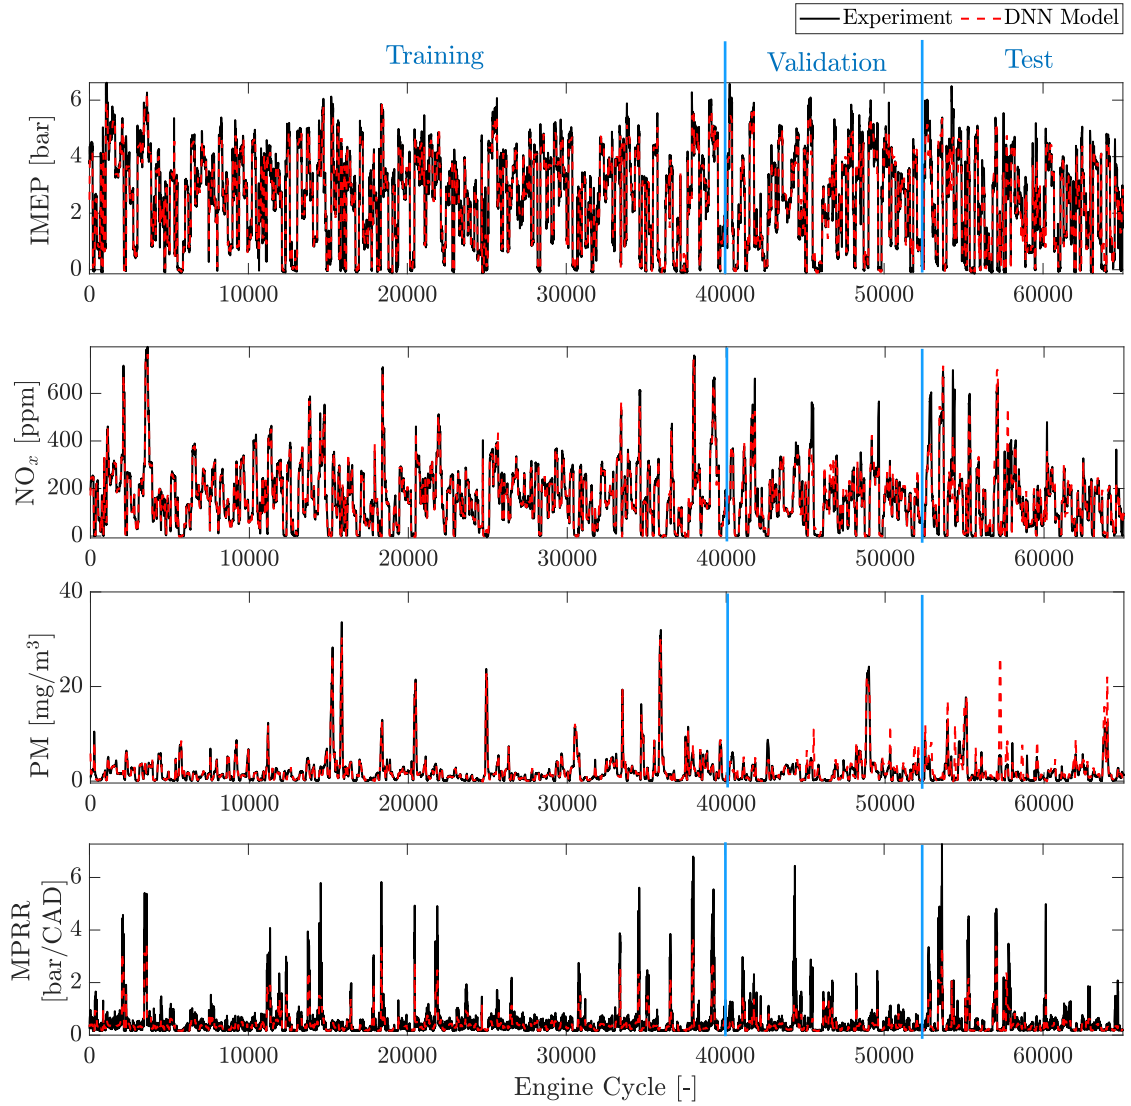 Experiment DNN Model
Training Validation Test
6
4
2
0
IMEP [bar]
0 10000 20000 30000 40000 50000 60000
600
400
200
0
NOₓ [ppm]
0 10000 20000 30000 40000 50000 60000
40
20
0
PM [mg/m³]
0 10000 20000 30000 40000 50000 60000
6
4
2
0
MPRR
[bar/CAD]
0 10000 20000 30000 40000 50000 60000
Engine Cycle [-]